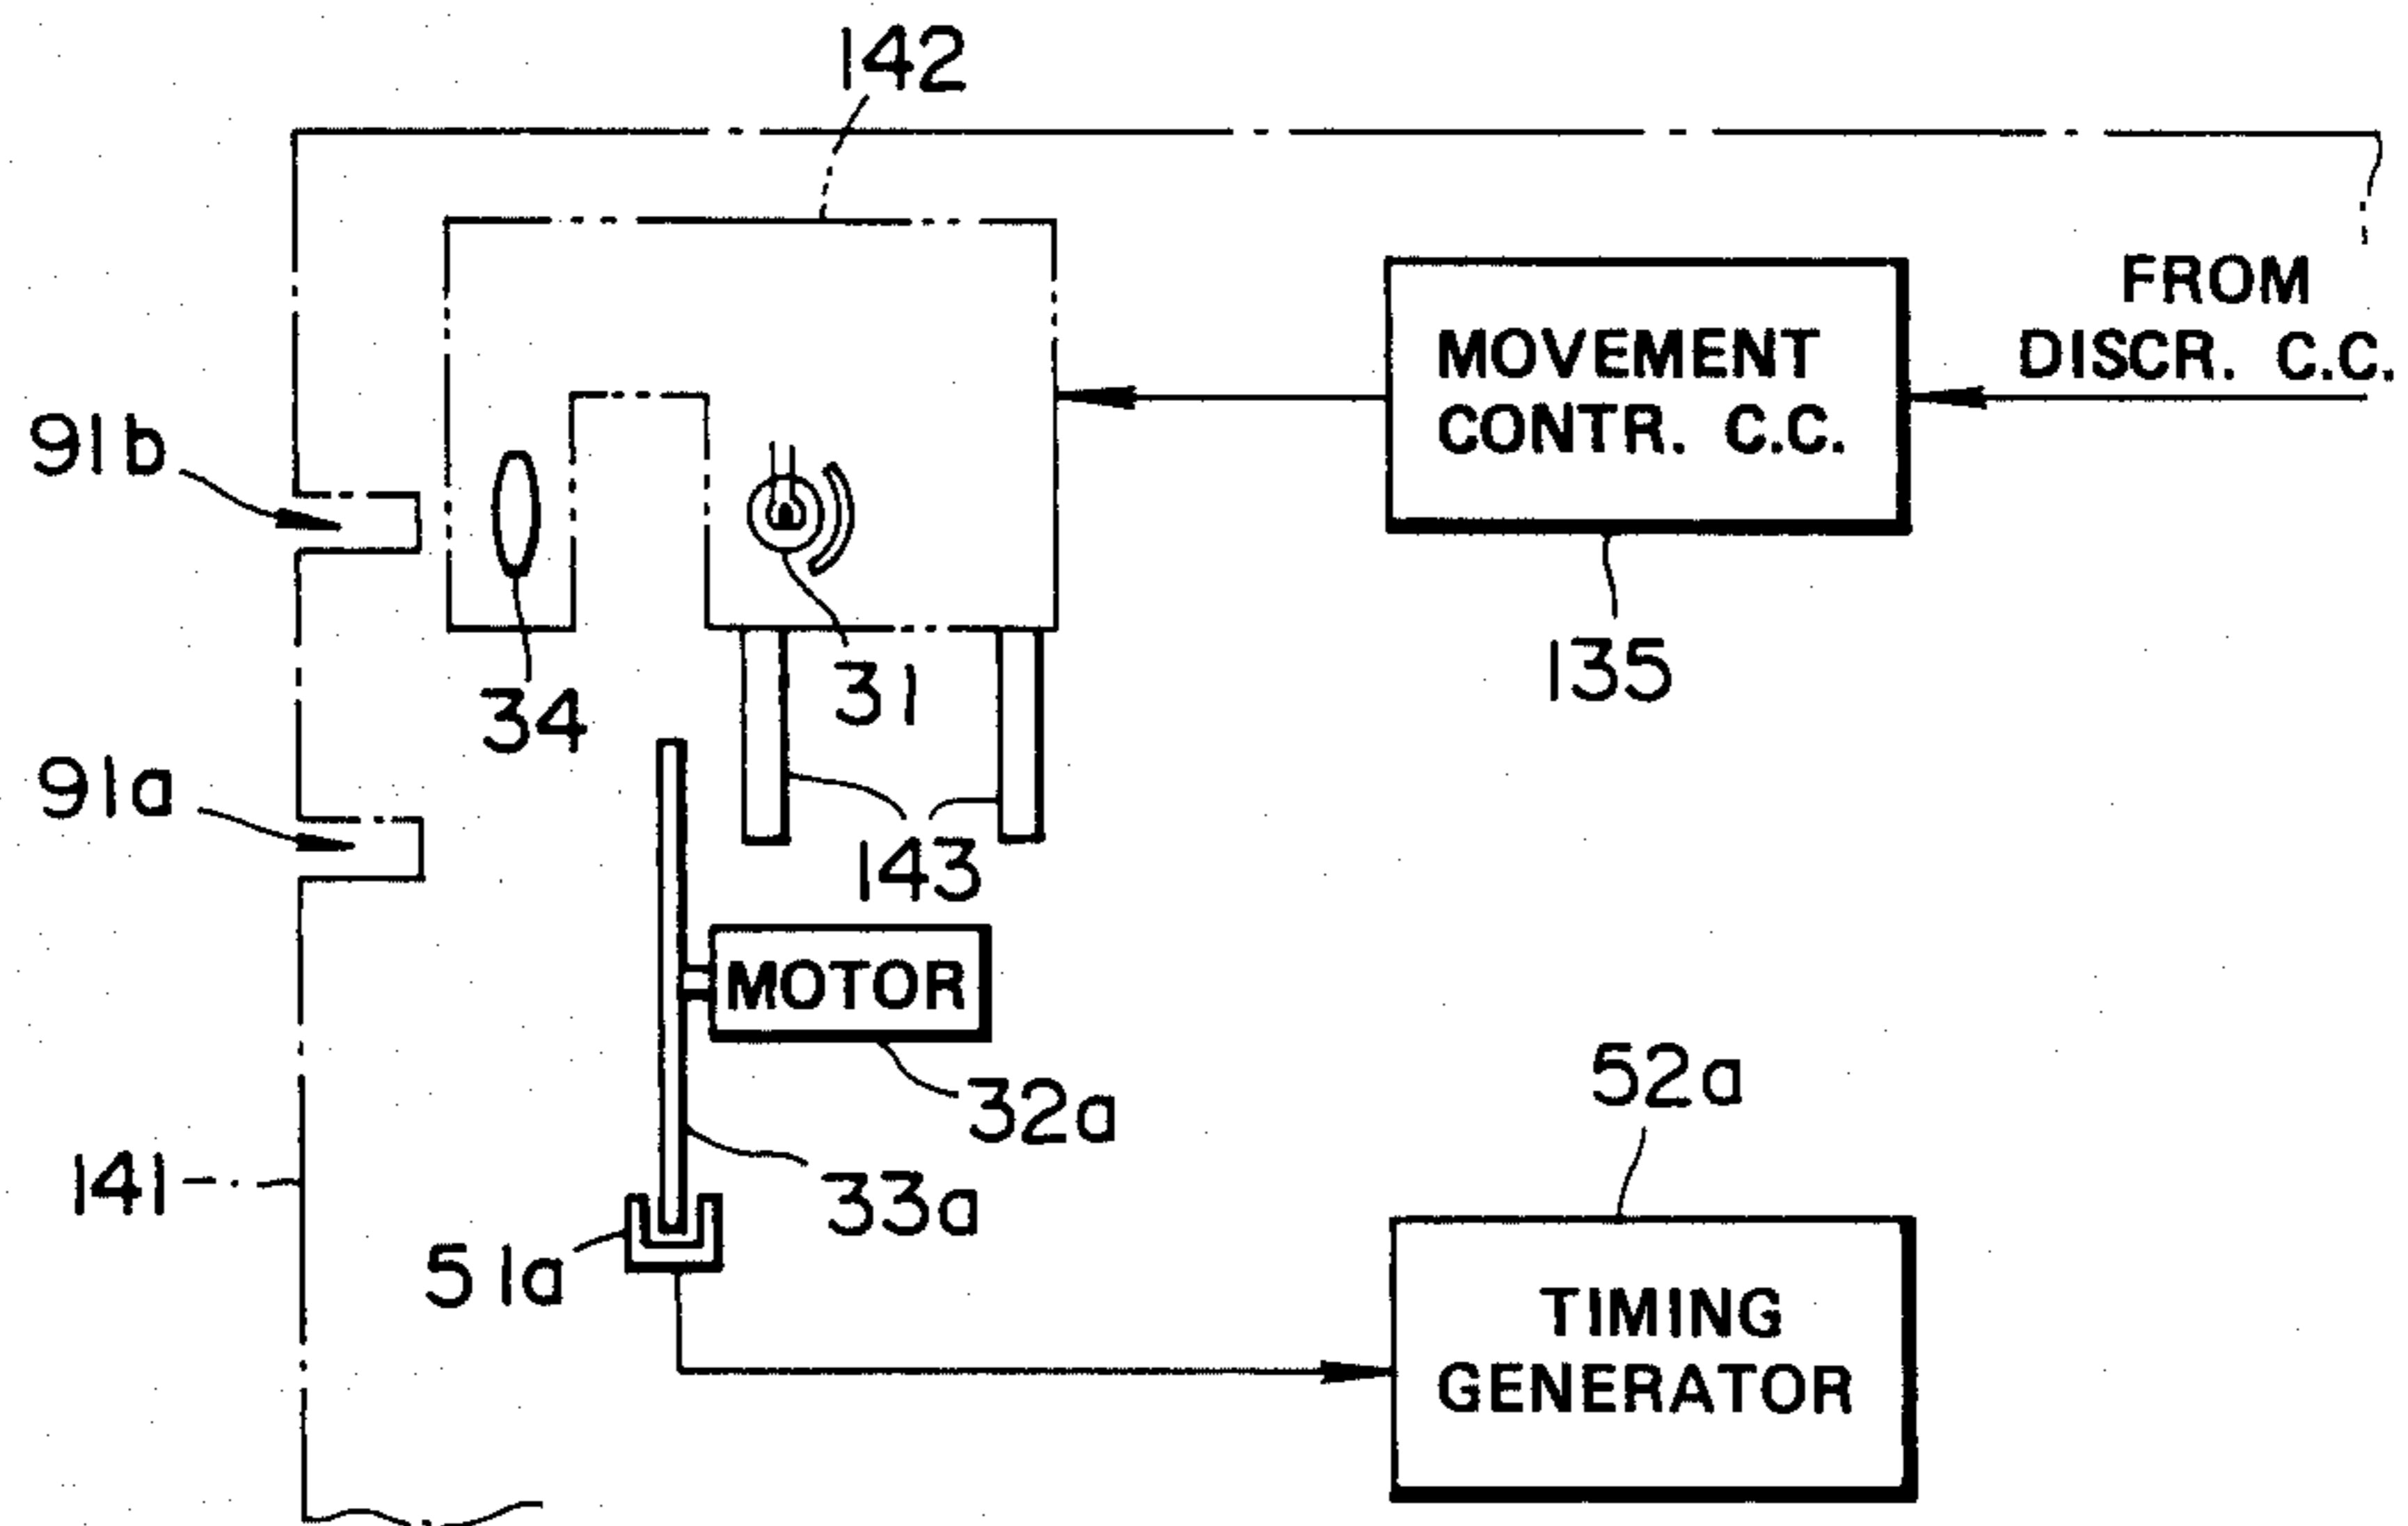 142
FROM
DISCR. C.C.
MOVEMENT
CONTR. C.C.
91b
34
31
135
91a
143
MOTOR
32a
52a
141
33a
51a
TIMING
GENERATOR